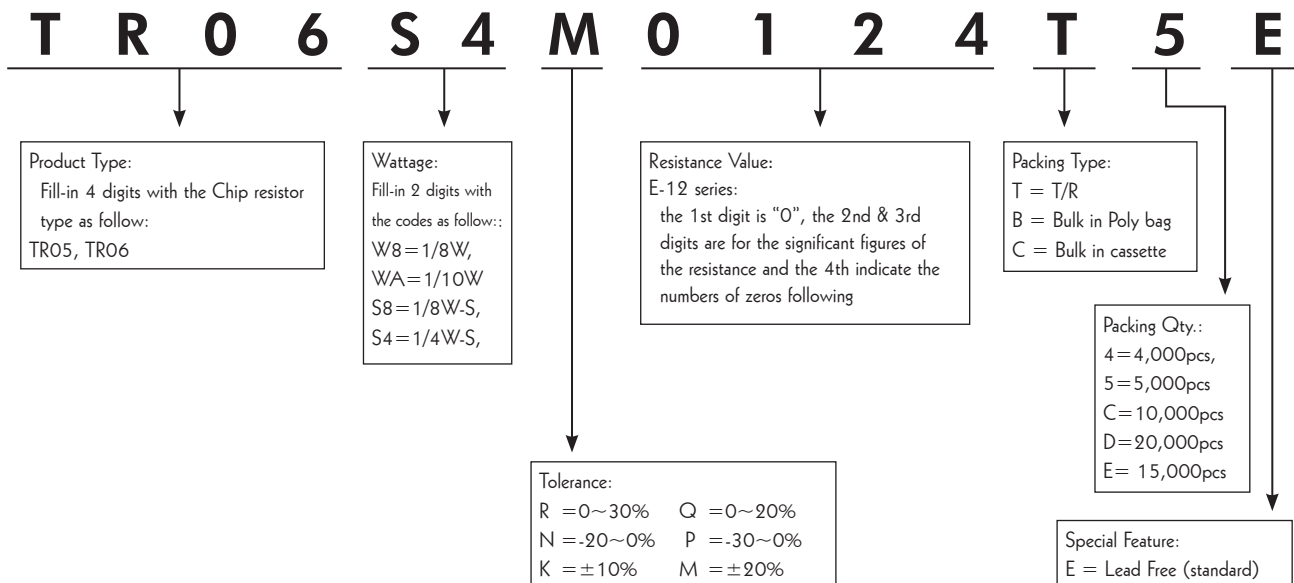 T R 0 6 S 4 M 0 1 2 4 T 5 E
Product Type:
Fill-in 4 digits with the Chip resistor
type as follow:
TR05, TR06
Wattage:
Fill-in 2 digits with
the codes as follow::
W8=1/8W,
WA=1/10W
S8=1/8W-S,
S4=1/4W-S,
Resistance Value:
E-12 series:
the 1st digit is “0”, the 2nd & 3rd
digits are for the significant figures of
the resistance and the 4th indicate the
numbers of zeros following
Packing Type:
T = T/R
B = Bulk in Poly bag
C = Bulk in cassette
Packing Qty.:
4=4,000pcs,
5=5,000pcs
C=10,000pcs
D=20,000pcs
E= 15,000pcs
Tolerance:
R =0~30% Q =0~20%
N =-20~0% P =-30~0%
K =±10% M =±20%
Special Feature:
E = Lead Free (standard)